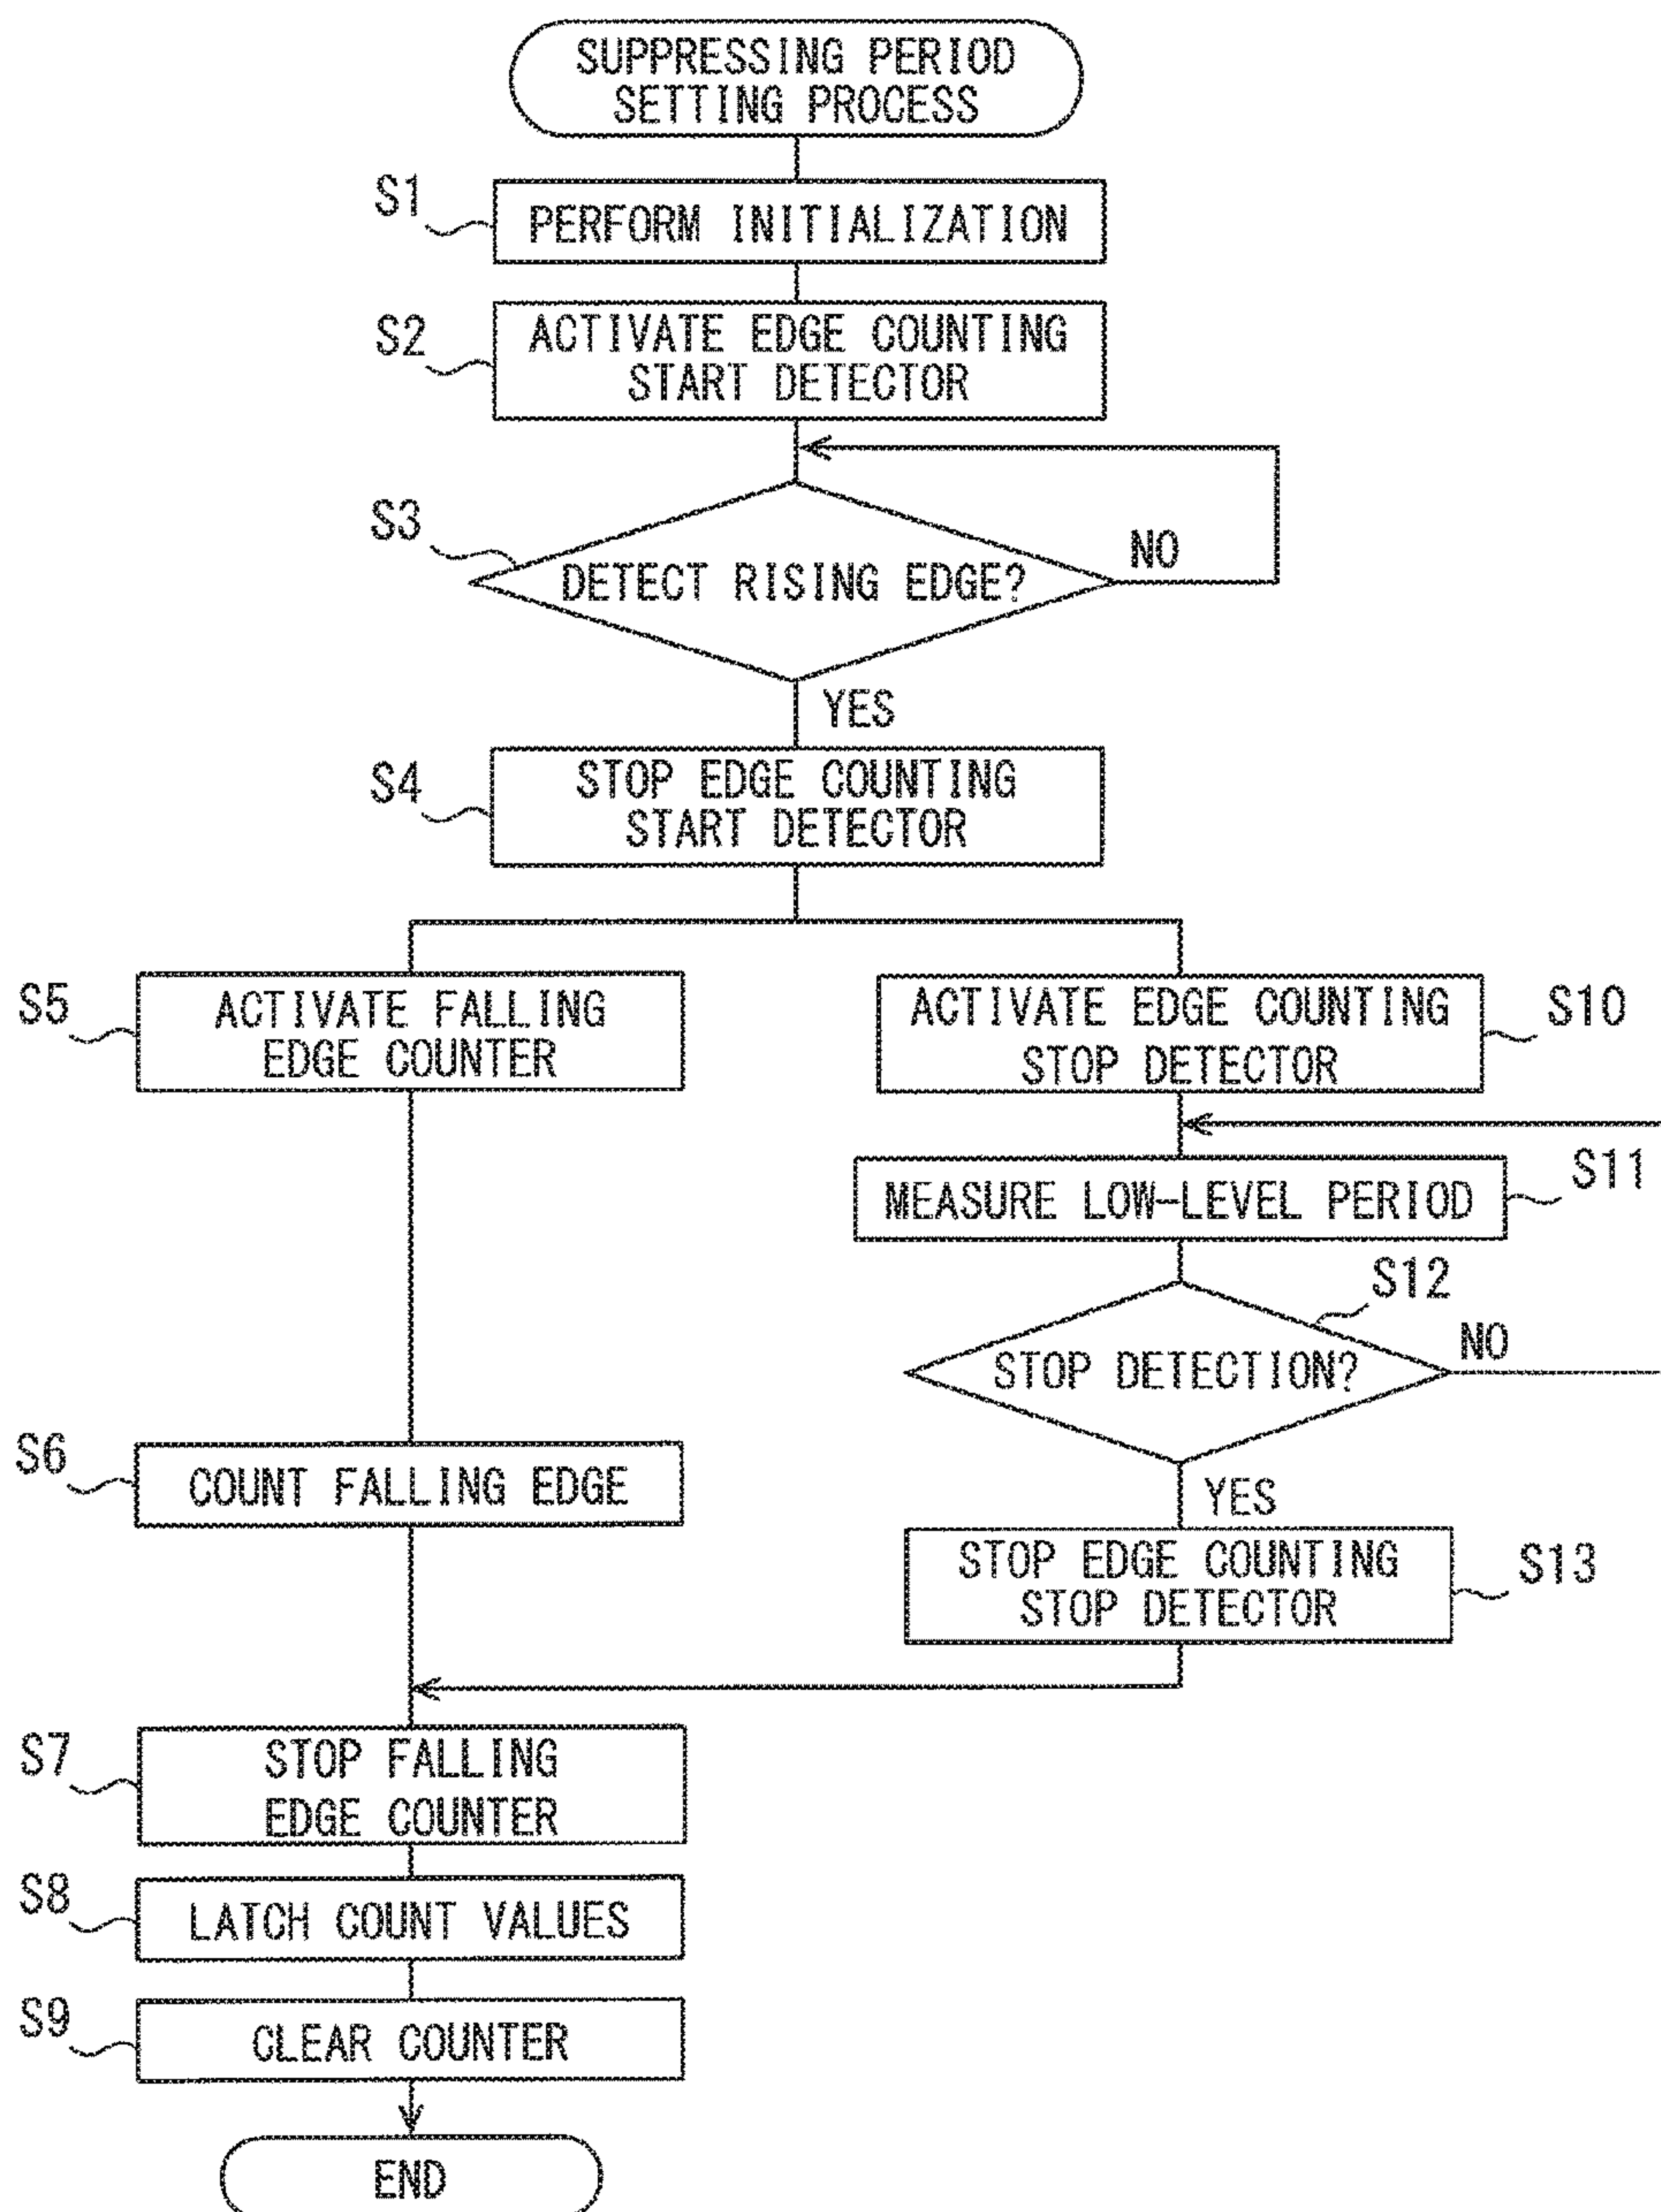 SUPPRESSING PERIOD
SETTING PROCESS
S1
PERFORM INITIALIZATION
S2
ACTIVATE EDGE COUNTING
START DETECTOR
S3
DETECT RISING EDGE?
NO
YES
S4
STOP EDGE COUNTING
START DETECTOR
S5
ACTIVATE FALLING
EDGE COUNTER
S10
ACTIVATE EDGE COUNTING
STOP DETECTOR
S11
MEASURE LOW-LEVEL PERIOD
S12
STOP DETECTION?
NO
YES
S6
COUNT FALLING EDGE
S13
STOP EDGE COUNTING
STOP DETECTOR
S7
STOP FALLING
EDGE COUNTER
S8
LATCH COUNT VALUES
S9
CLEAR COUNTER
END